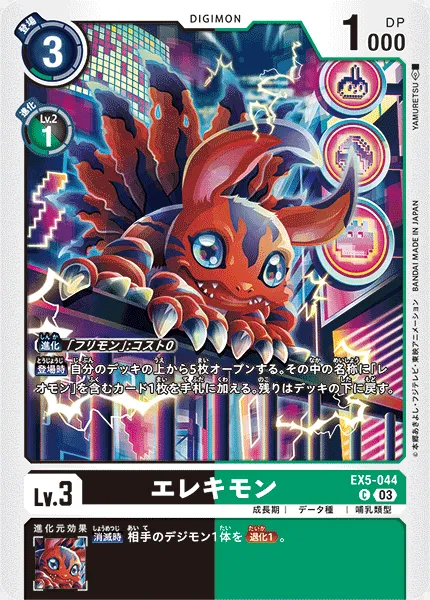 DIGIMON
登場
3
DP
1000
進化
Lv.2
1
YAMURETSU
© 本郷あきよし・フジテレビ・東映アニメーション BANDAI MADE IN JAPAN
進化 「フリモン」:コスト0
登場時 自分のデッキの上から5枚オープンする。その中の名称に「レ
オモン」を含むカード1枚を手札に加える。残りはデッキの下に戻す。
Lv.3
エレキモン
EX5-044
C 03
成長期 | データ種 | 哺乳類型
進化元効果
消滅時 相手のデジモン1体を退化1。